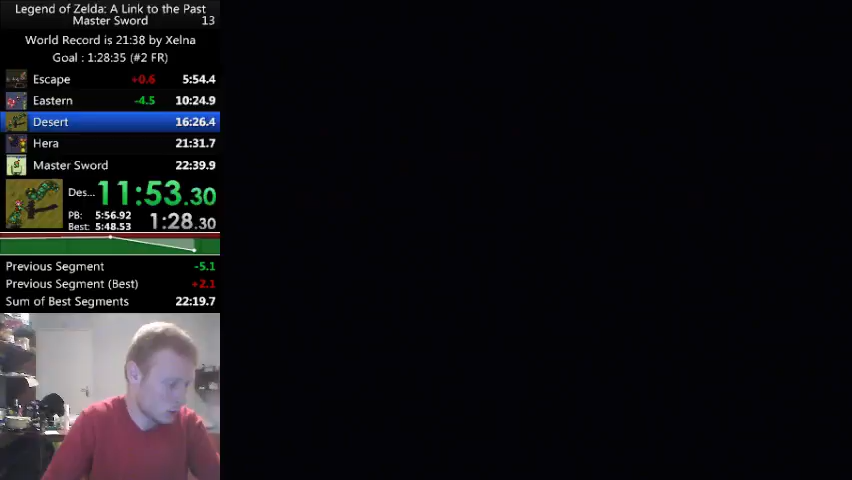 Legend of Zelda: A Link to the Past
Master Sword 13
World Record is 21:38 by Xelna
Goal : 1:28:35 (#2 FR)
Escape +0.6 5:54.4
Eastern -4.5 10:24.9
Desert 16:26.4
Hera 21:31.7
Master Sword 22:39.9
Des... 11:53.30
PB: 5:56.92
Best: 5:48.53 1:28.30
Previous Segment -5.1
Previous Segment (Best) +2.1
Sum of Best Segments 22:19.7